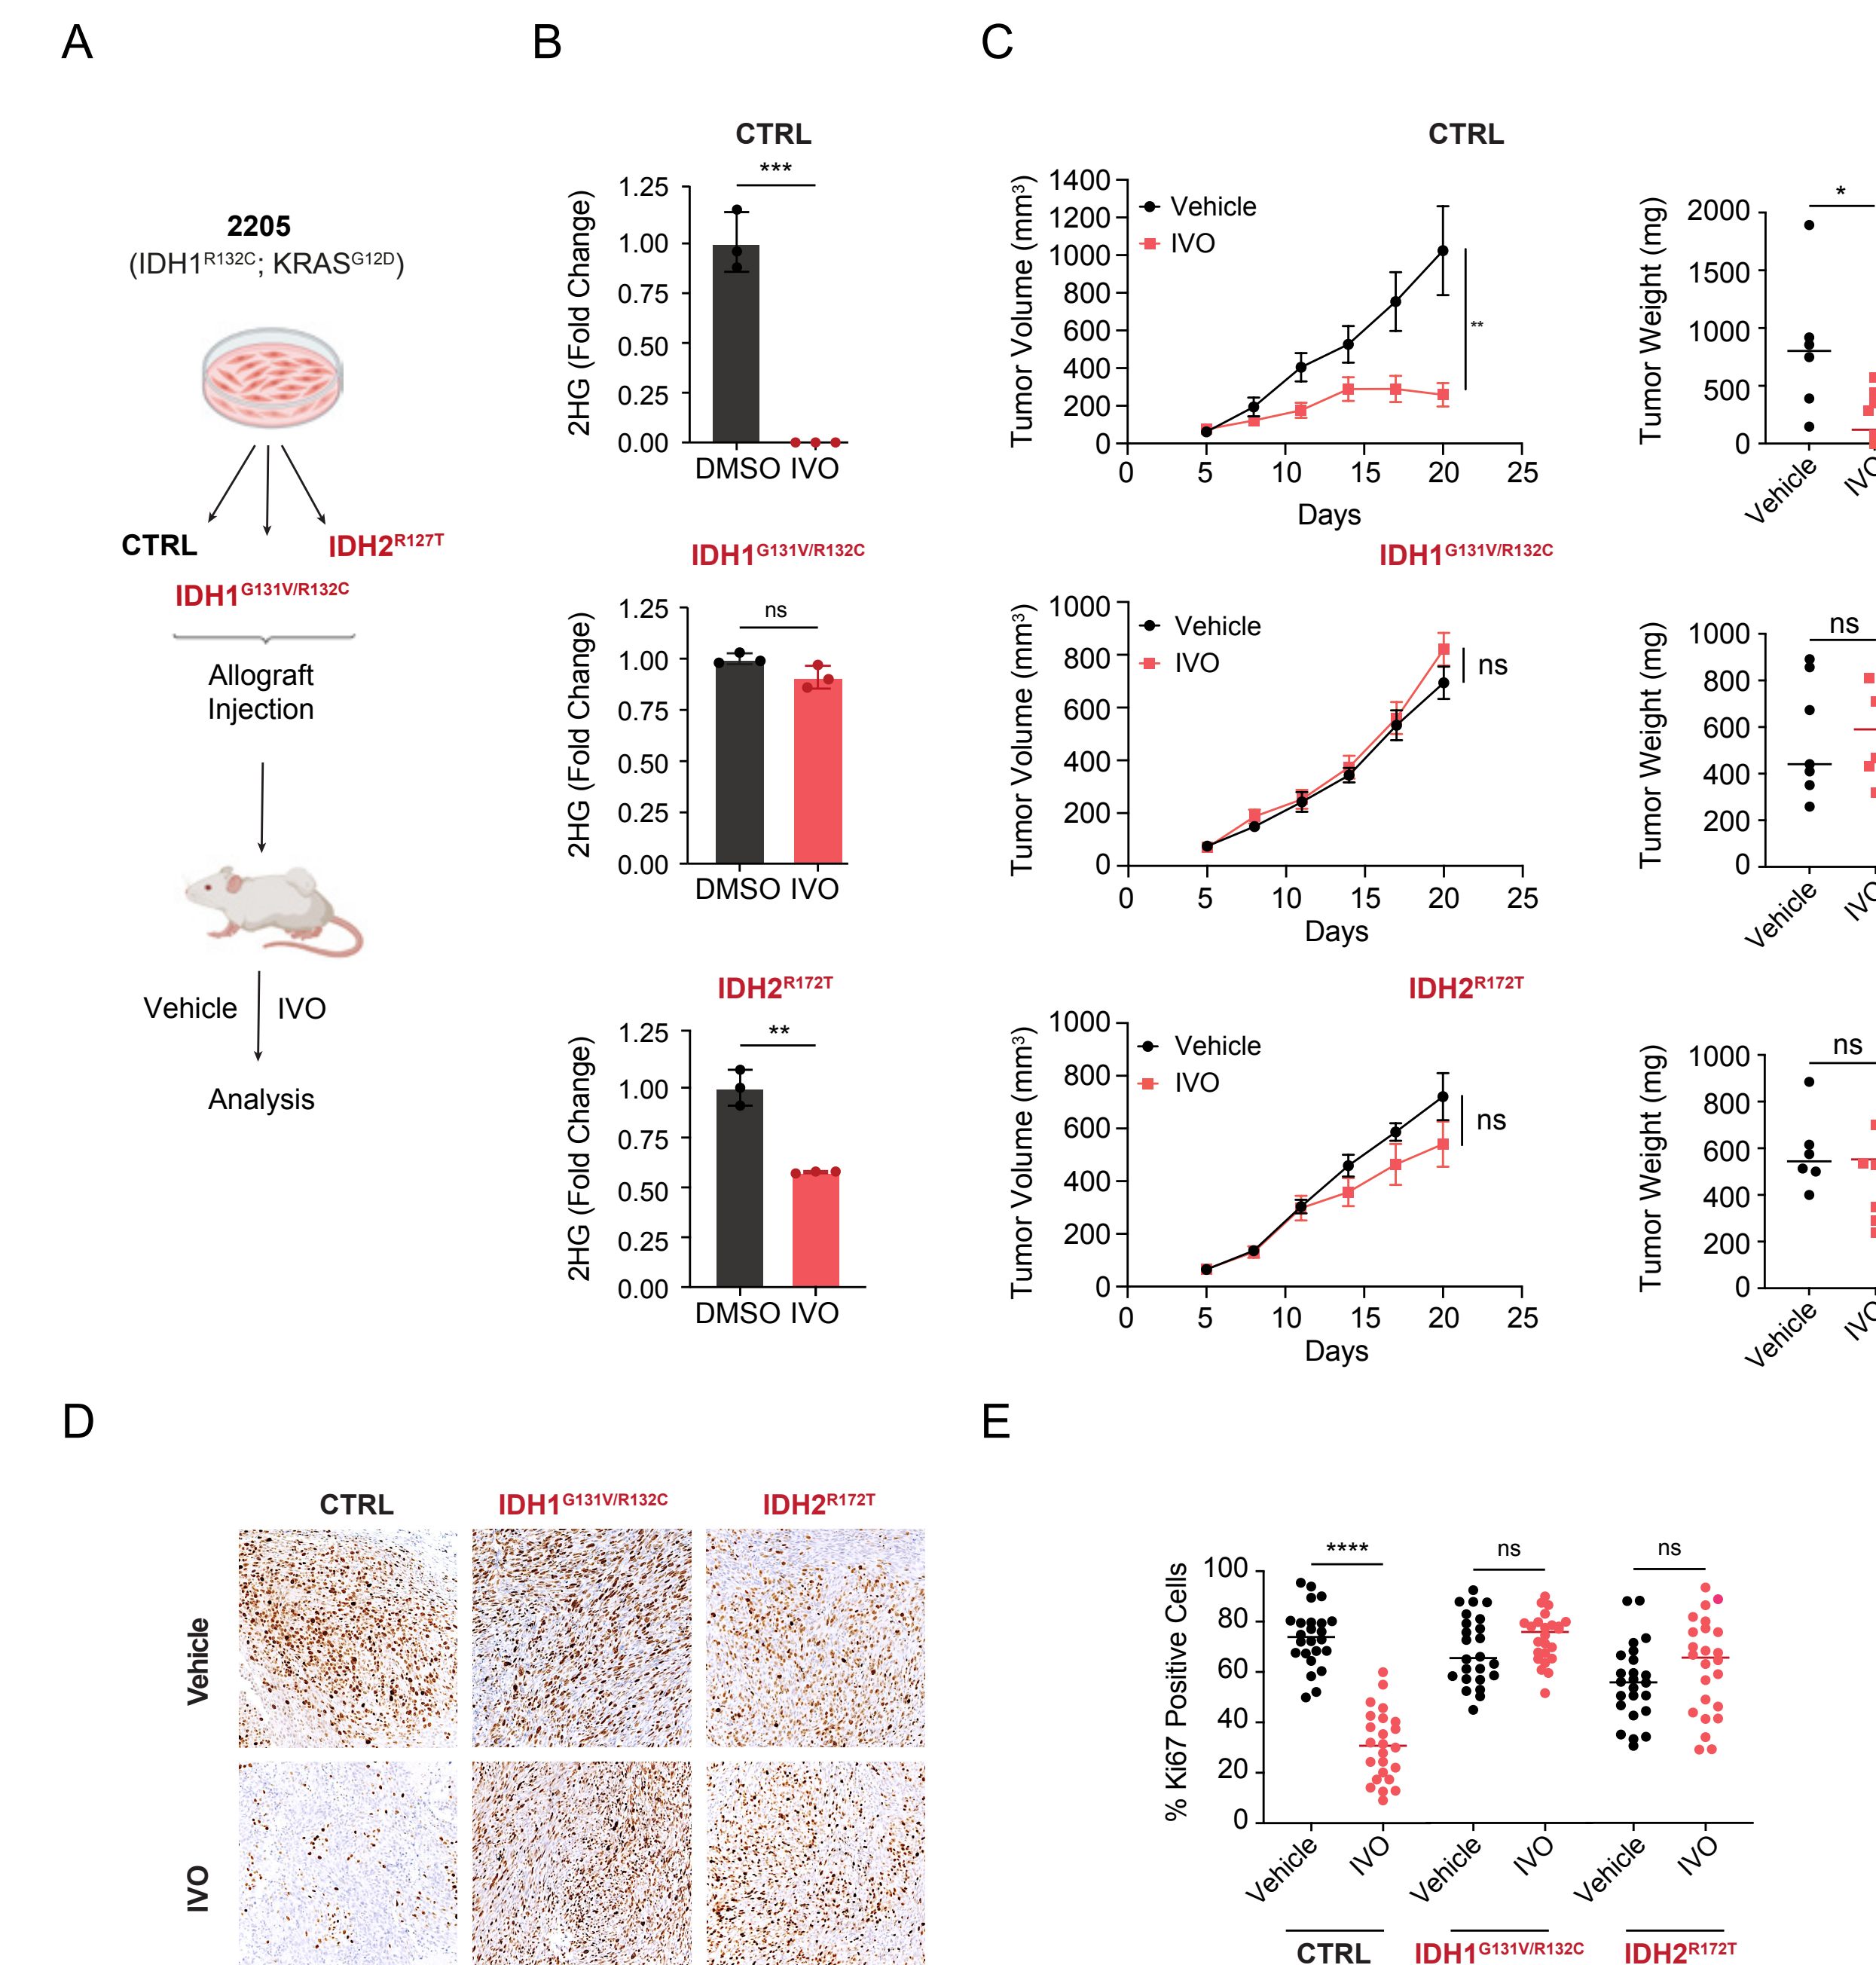 A
2205
(IDH1R132C; KRASG12D)
CTRL
IDH2R127T
IDH1G131V/R132C
Allograft
Injection
Vehicle
IVO
Analysis
B
CTRL
***
2HG (Fold Change)
1.25
1.00
0.75
0.50
0.25
0.00
DMSO IVO
IDH1G131V/R132C
ns
2HG (Fold Change)
1.25
1.00
0.75
0.50
0.25
0.00
DMSO IVO
IDH2R172T
**
2HG (Fold Change)
1.25
1.00
0.75
0.50
0.25
0.00
DMSO IVO
C
CTRL
Tumor Volume (mm3)
1400
1200
1000
800
600
400
200
0
Vehicle
IVO
**
0 5 10 15 20 25
Days
Tumor Weight (mg)
2000
1500
1000
500
0
*
Vehicle
IDH1G131V/R132C
Tumor Volume (mm3)
1000
800
600
400
200
0
Vehicle
IVO
ns
0 5 10 15 20 25
Days
Tumor Weight (mg)
1000
800
600
400
200
0
ns
Vehicle
IDH2R172T
Tumor Volume (mm3)
1000
800
600
400
200
0
Vehicle
IVO
ns
0 5 10 15 20 25
Days
Tumor Weight (mg)
1000
800
600
400
200
0
ns
Vehicle
D
CTRL IDH1G131V/R132C IDH2R172T
Vehicle
IVO
E
% Ki67 Positive Cells
100
80
60
40
20
0
**** ns ns
Vehicle IVO Vehicle IVO Vehicle IVO
CTRL IDH1G131V/R132C IDH2R172T